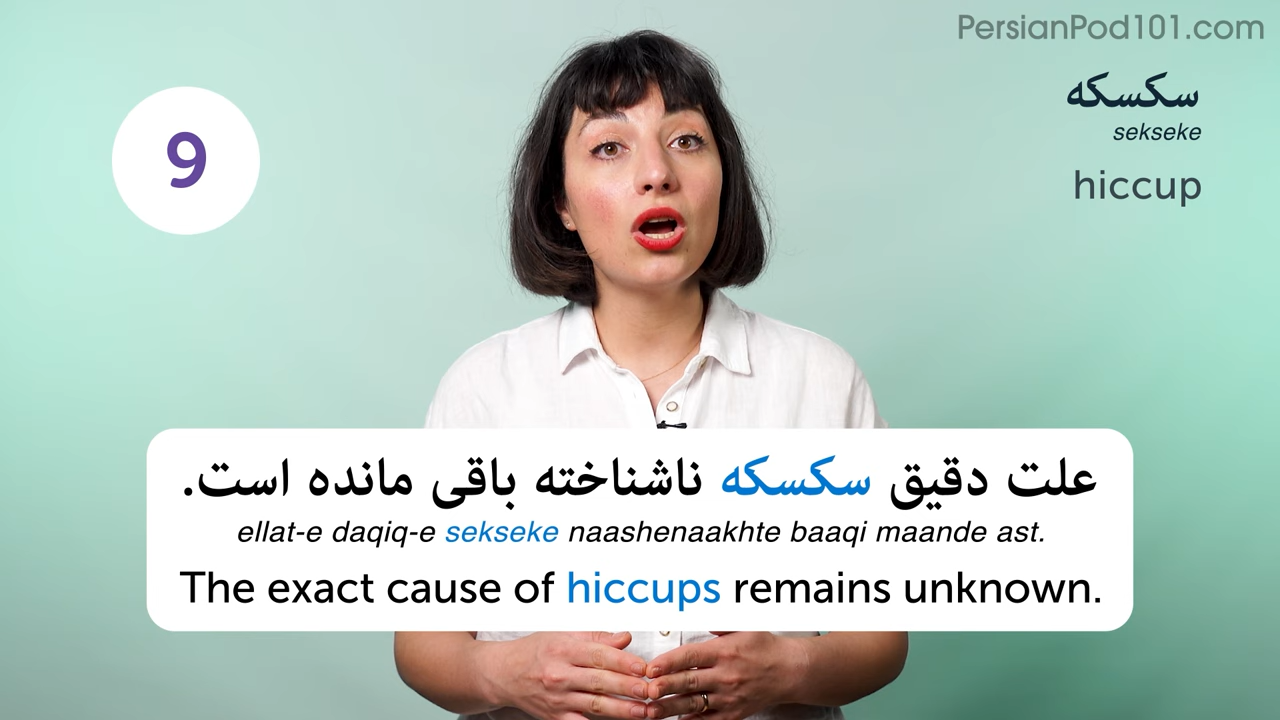 PersianPod101.com
9
سکسکه
sekseke
hiccup
علت دقیق سکسکه ناشناخته باقی مانده است.
ellat-e daqiq-e sekseke naashenaakhte baaqi maande ast.
The exact cause of hiccups remains unknown.